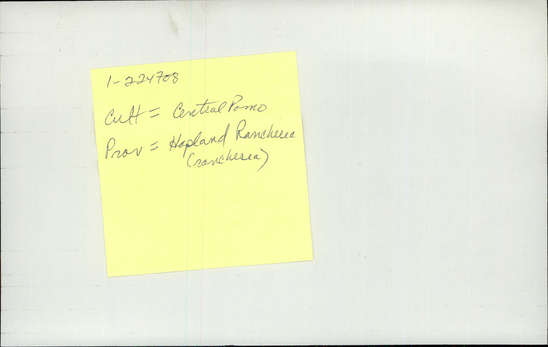 1-224708
Cult = Central Pomo
Prov = Hopland Rancheria
(rancheria)